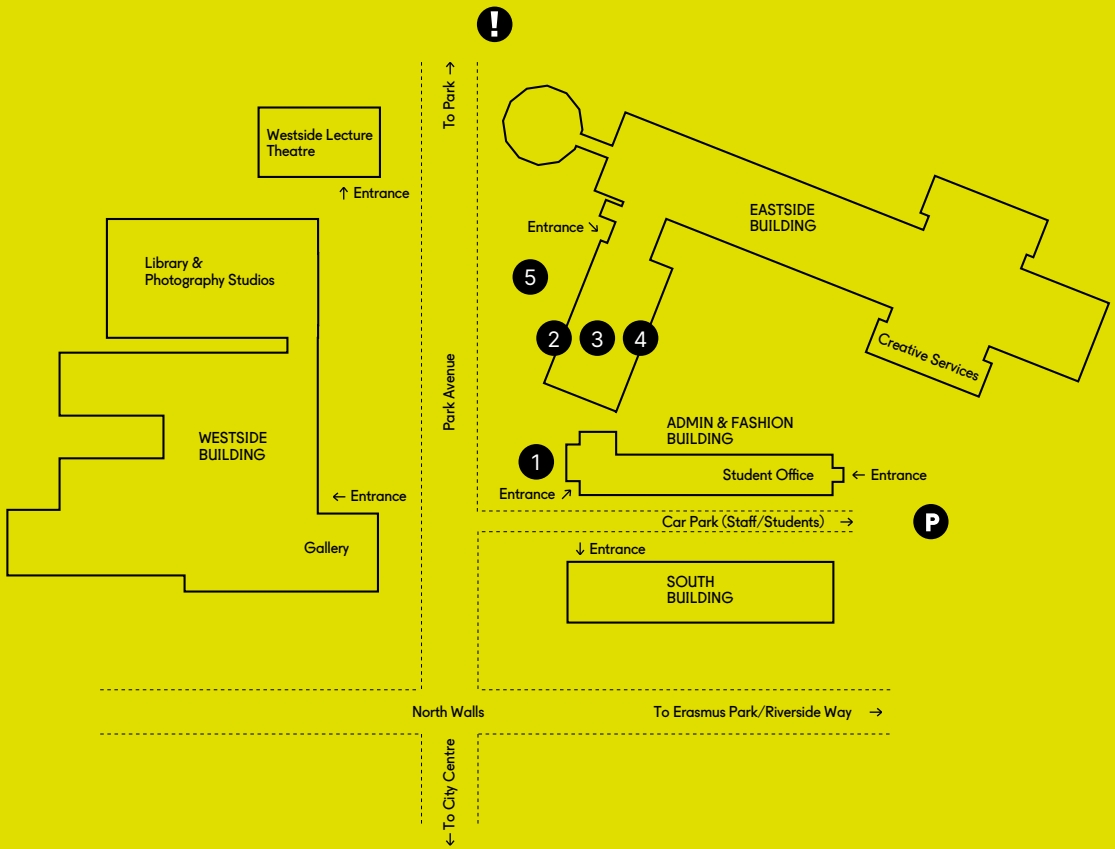 !
To Park →
Westside Lecture
Theatre
↑ Entrance
EASTSIDE
BUILDING
Entrance ↘
Library &
Photography Studios
5
2
3
4
Creative Services
Park Avenue
WESTSIDE
BUILDING
ADMIN & FASHION
BUILDING
1
Student Office
← Entrance
Entrance ↗
← Entrance
Car Park (Staff/Students) →
P
Gallery
↓ Entrance
SOUTH
BUILDING
North Walls
To Erasmus Park/Riverside Way →
← To City Centre